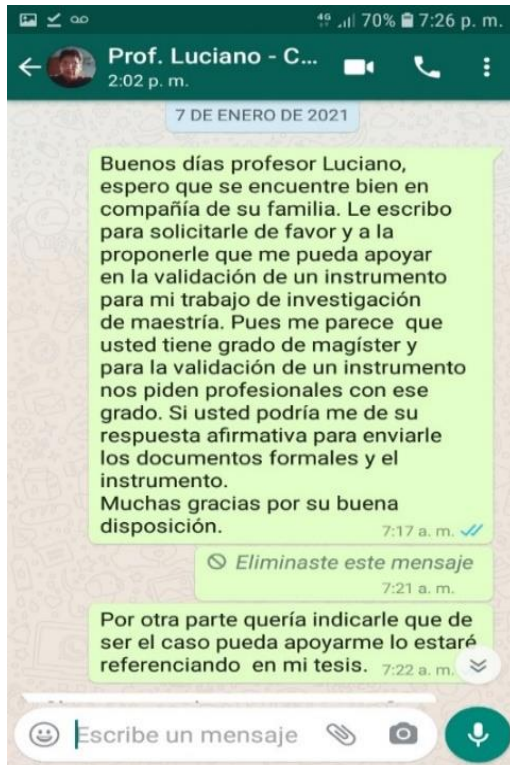 4G 70% 7:26 p. m.
Prof. Luciano - C...
2:02 p. m.
7 DE ENERO DE 2021
Buenos días profesor Luciano,
espero que se encuentre bien en
compañía de su familia. Le escribo
para solicitarle de favor y a la
proponerle que me pueda apoyar
en la validación de un instrumento
para mi trabajo de investigación
de maestría. Pues me parece que
usted tiene grado de magíster y
para la validación de un instrumento
nos piden profesionales con ese
grado. Si usted podría me de su
respuesta afirmativa para enviarle
los documentos formales y el
instrumento.
Muchas gracias por su buena
disposición.
7:17 a. m.
Eliminaste este mensaje
7:21 a. m.
Por otra parte quería indicarle que de
ser el caso pueda apoyarme lo estaré
referenciando en mi tesis. 7:22 a. m.
Escribe un mensaje